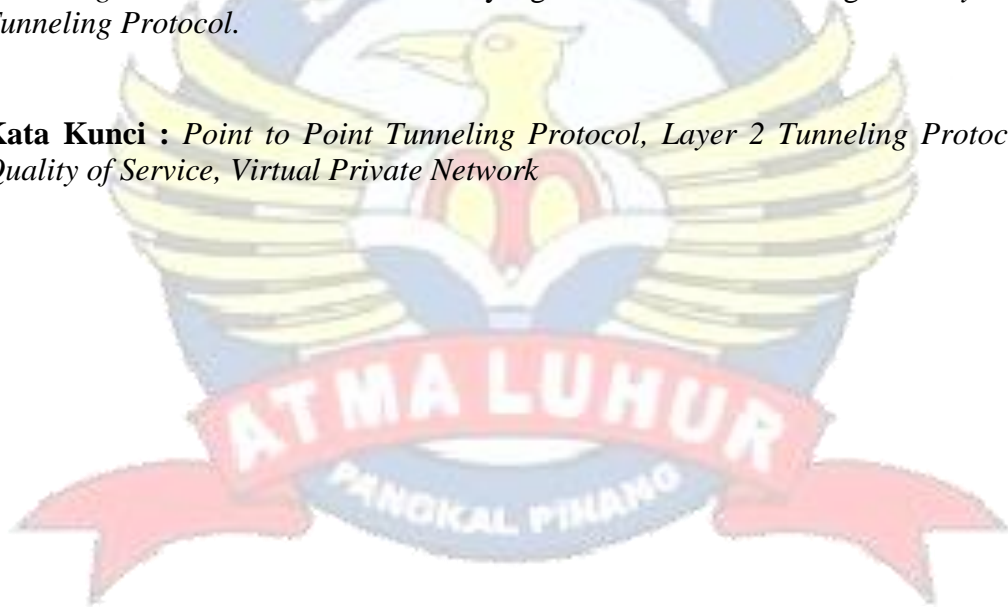 Tunneling Protocol.
Kata Kunci : Point to Point Tunneling Protocol, Layer 2 Tunneling Protoc
Quality of Service, Virtual Private Network
ATMA LUHUR
PANGKAL PINANG